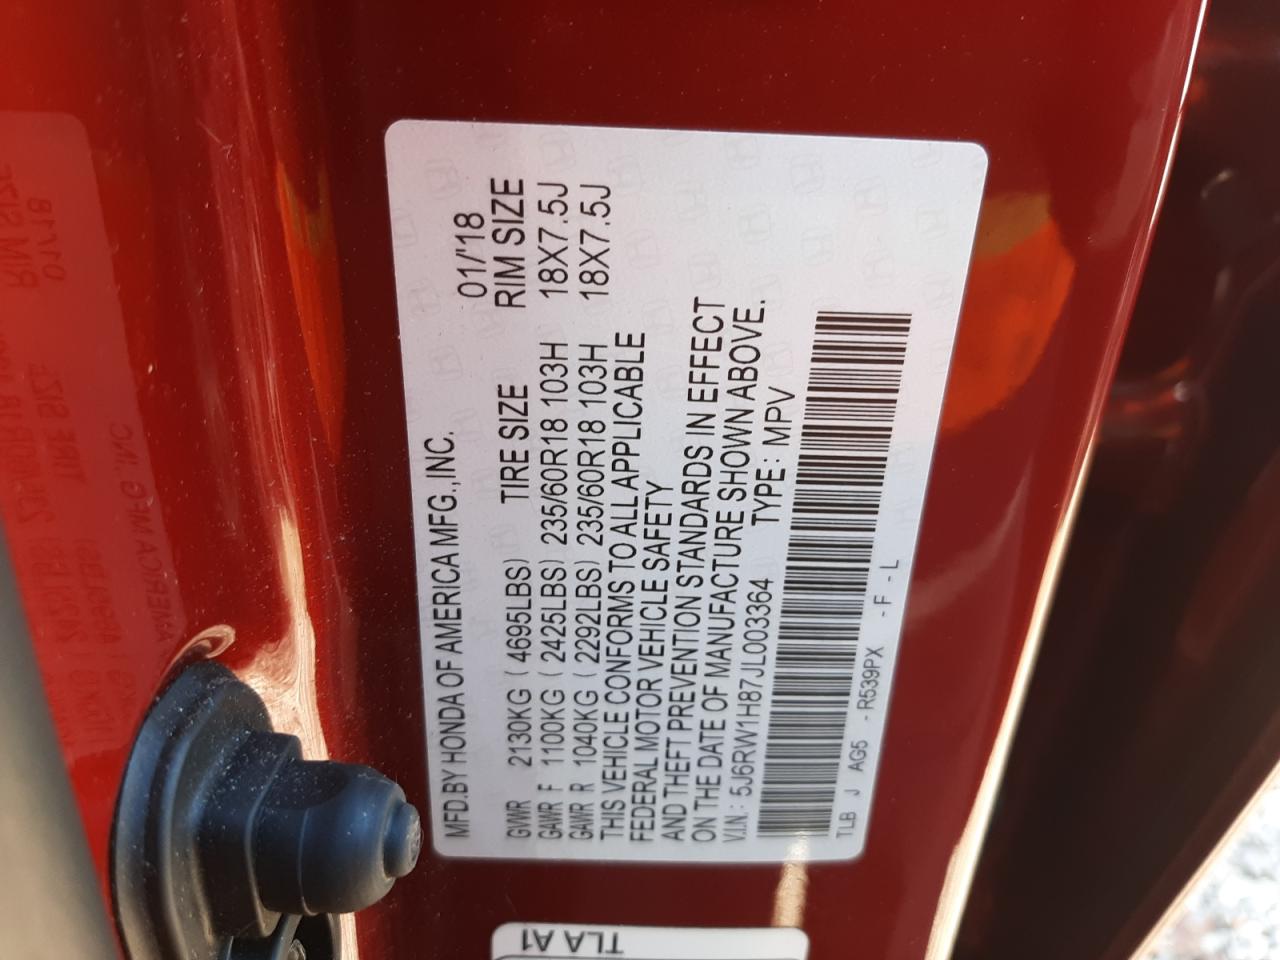 MFD.BY HONDA OF AMERICA MFG.,INC. 01/'18
GVWR 2130KG ( 4695LBS) TIRE SIZE RIM SIZE
GAWR F 1100KG ( 2425LBS) 235/60R18 103H 18X7.5J
GAWR R 1040KG ( 2292LBS) 235/60R18 103H 18X7.5J
THIS VEHICLE CONFORMS TO ALL APPLICABLE
FEDERAL MOTOR VEHICLE SAFETY
AND THEFT PREVENTION STANDARDS IN EFFECT
ON THE DATE OF MANUFACTURE SHOWN ABOVE.
V.I.N.: 5J6RW1H87JL003364 TYPE: MPV
TLB J AG5 -R539PX -F-L
TLA A1